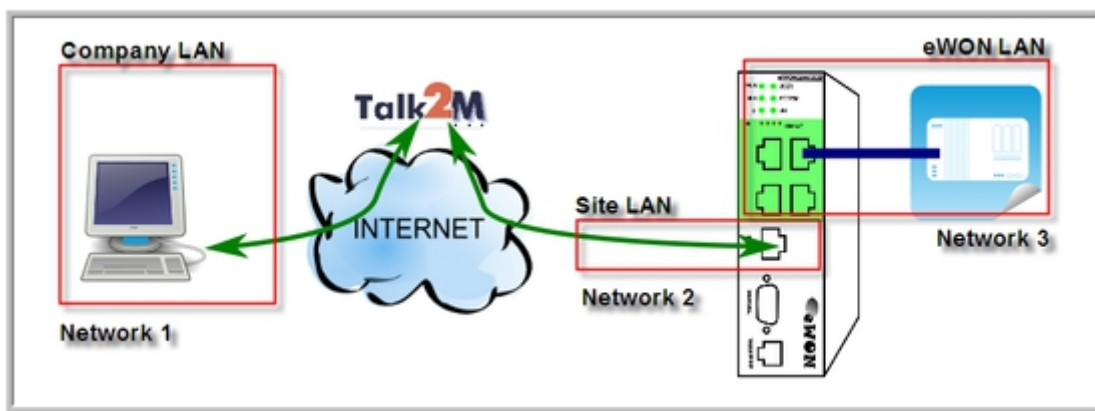 Company LAN
eWON LAN
Talk2M
Site LAN
INTERNET
Network 3
Network 2
Network 1
eWON